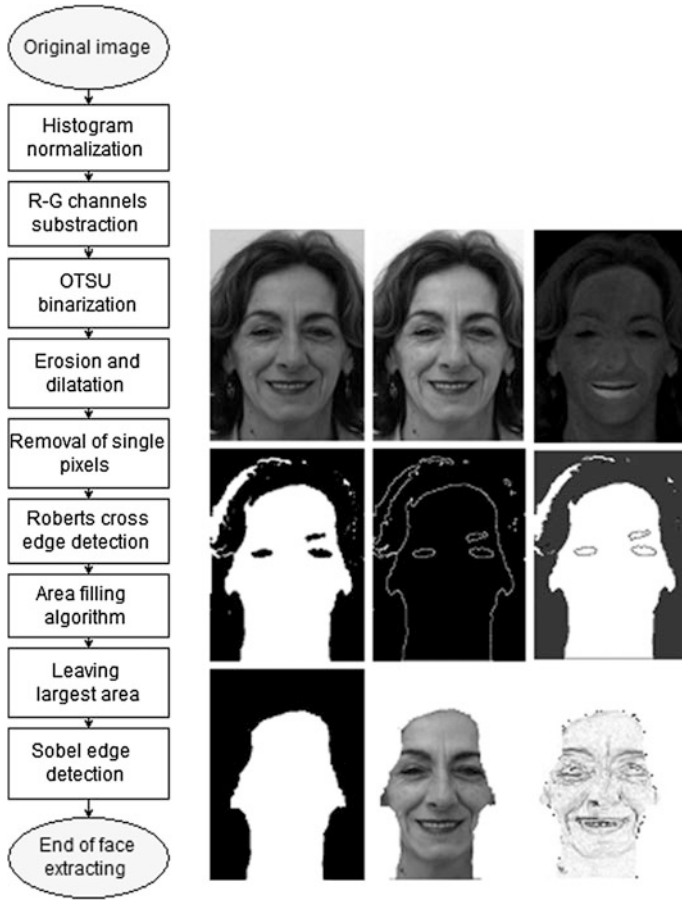 Original image
Histogram
normalization
R-G channels
substraction
OTSU
binarization
Erosion and
dilatation
Removal of single
pixels
Roberts cross
edge detection
Area filling
algorithm
Leaving
largest area
Sobel edge
detection
End of face
extracting